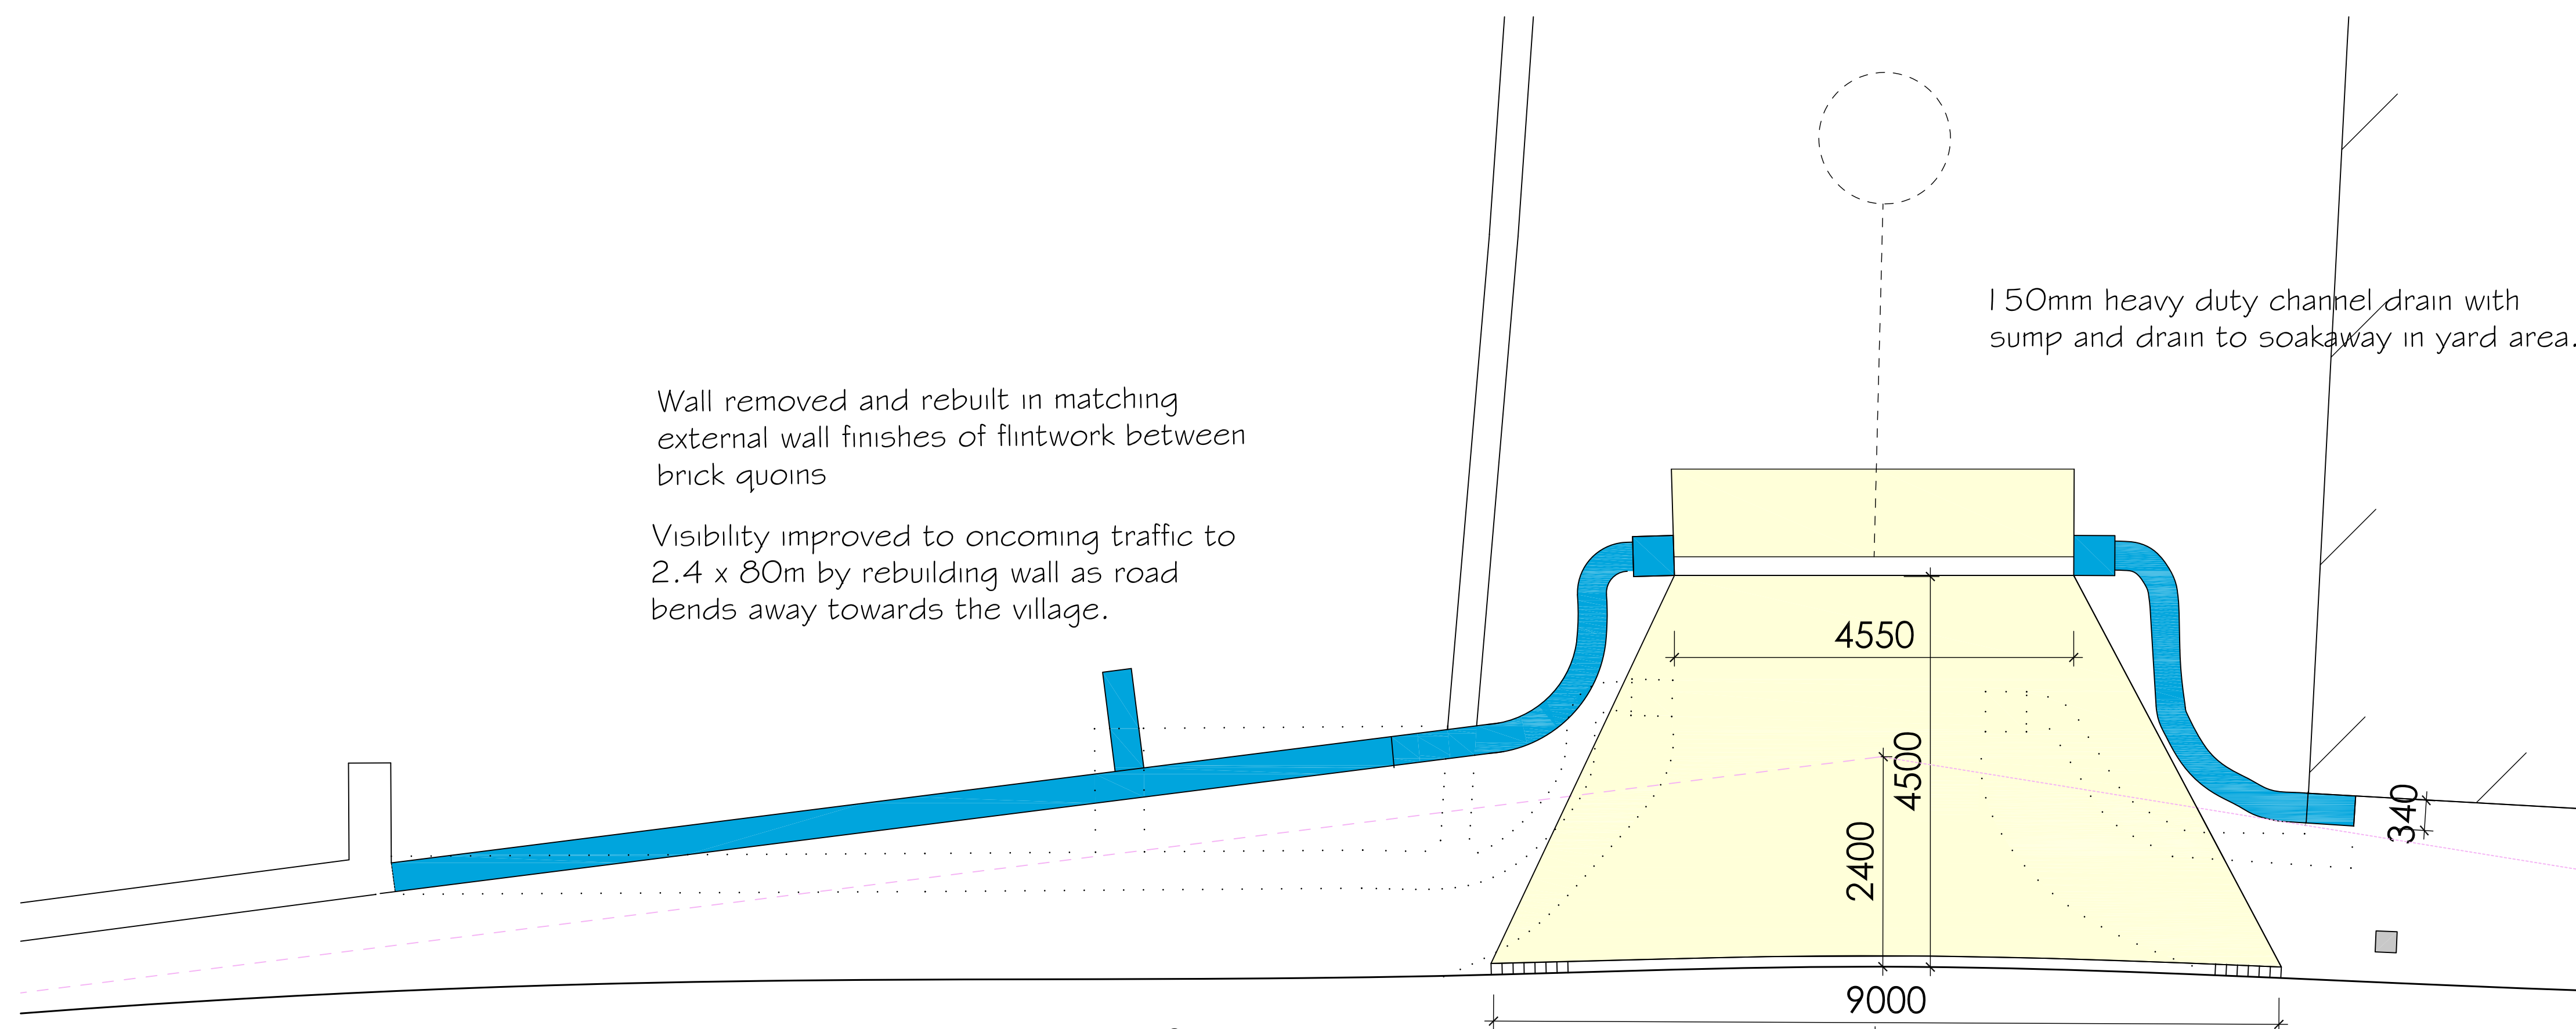 150mm heavy duty channel drain with
sump and drain to soakaway in yard area.
Wall removed and rebuilt in matching
external wall finishes of flintwork between
brick quoins
Visibility improved to oncoming traffic to
2.4 x 80m by rebuilding wall as road
bends away towards the village.
4550
4500
2400
340
9000